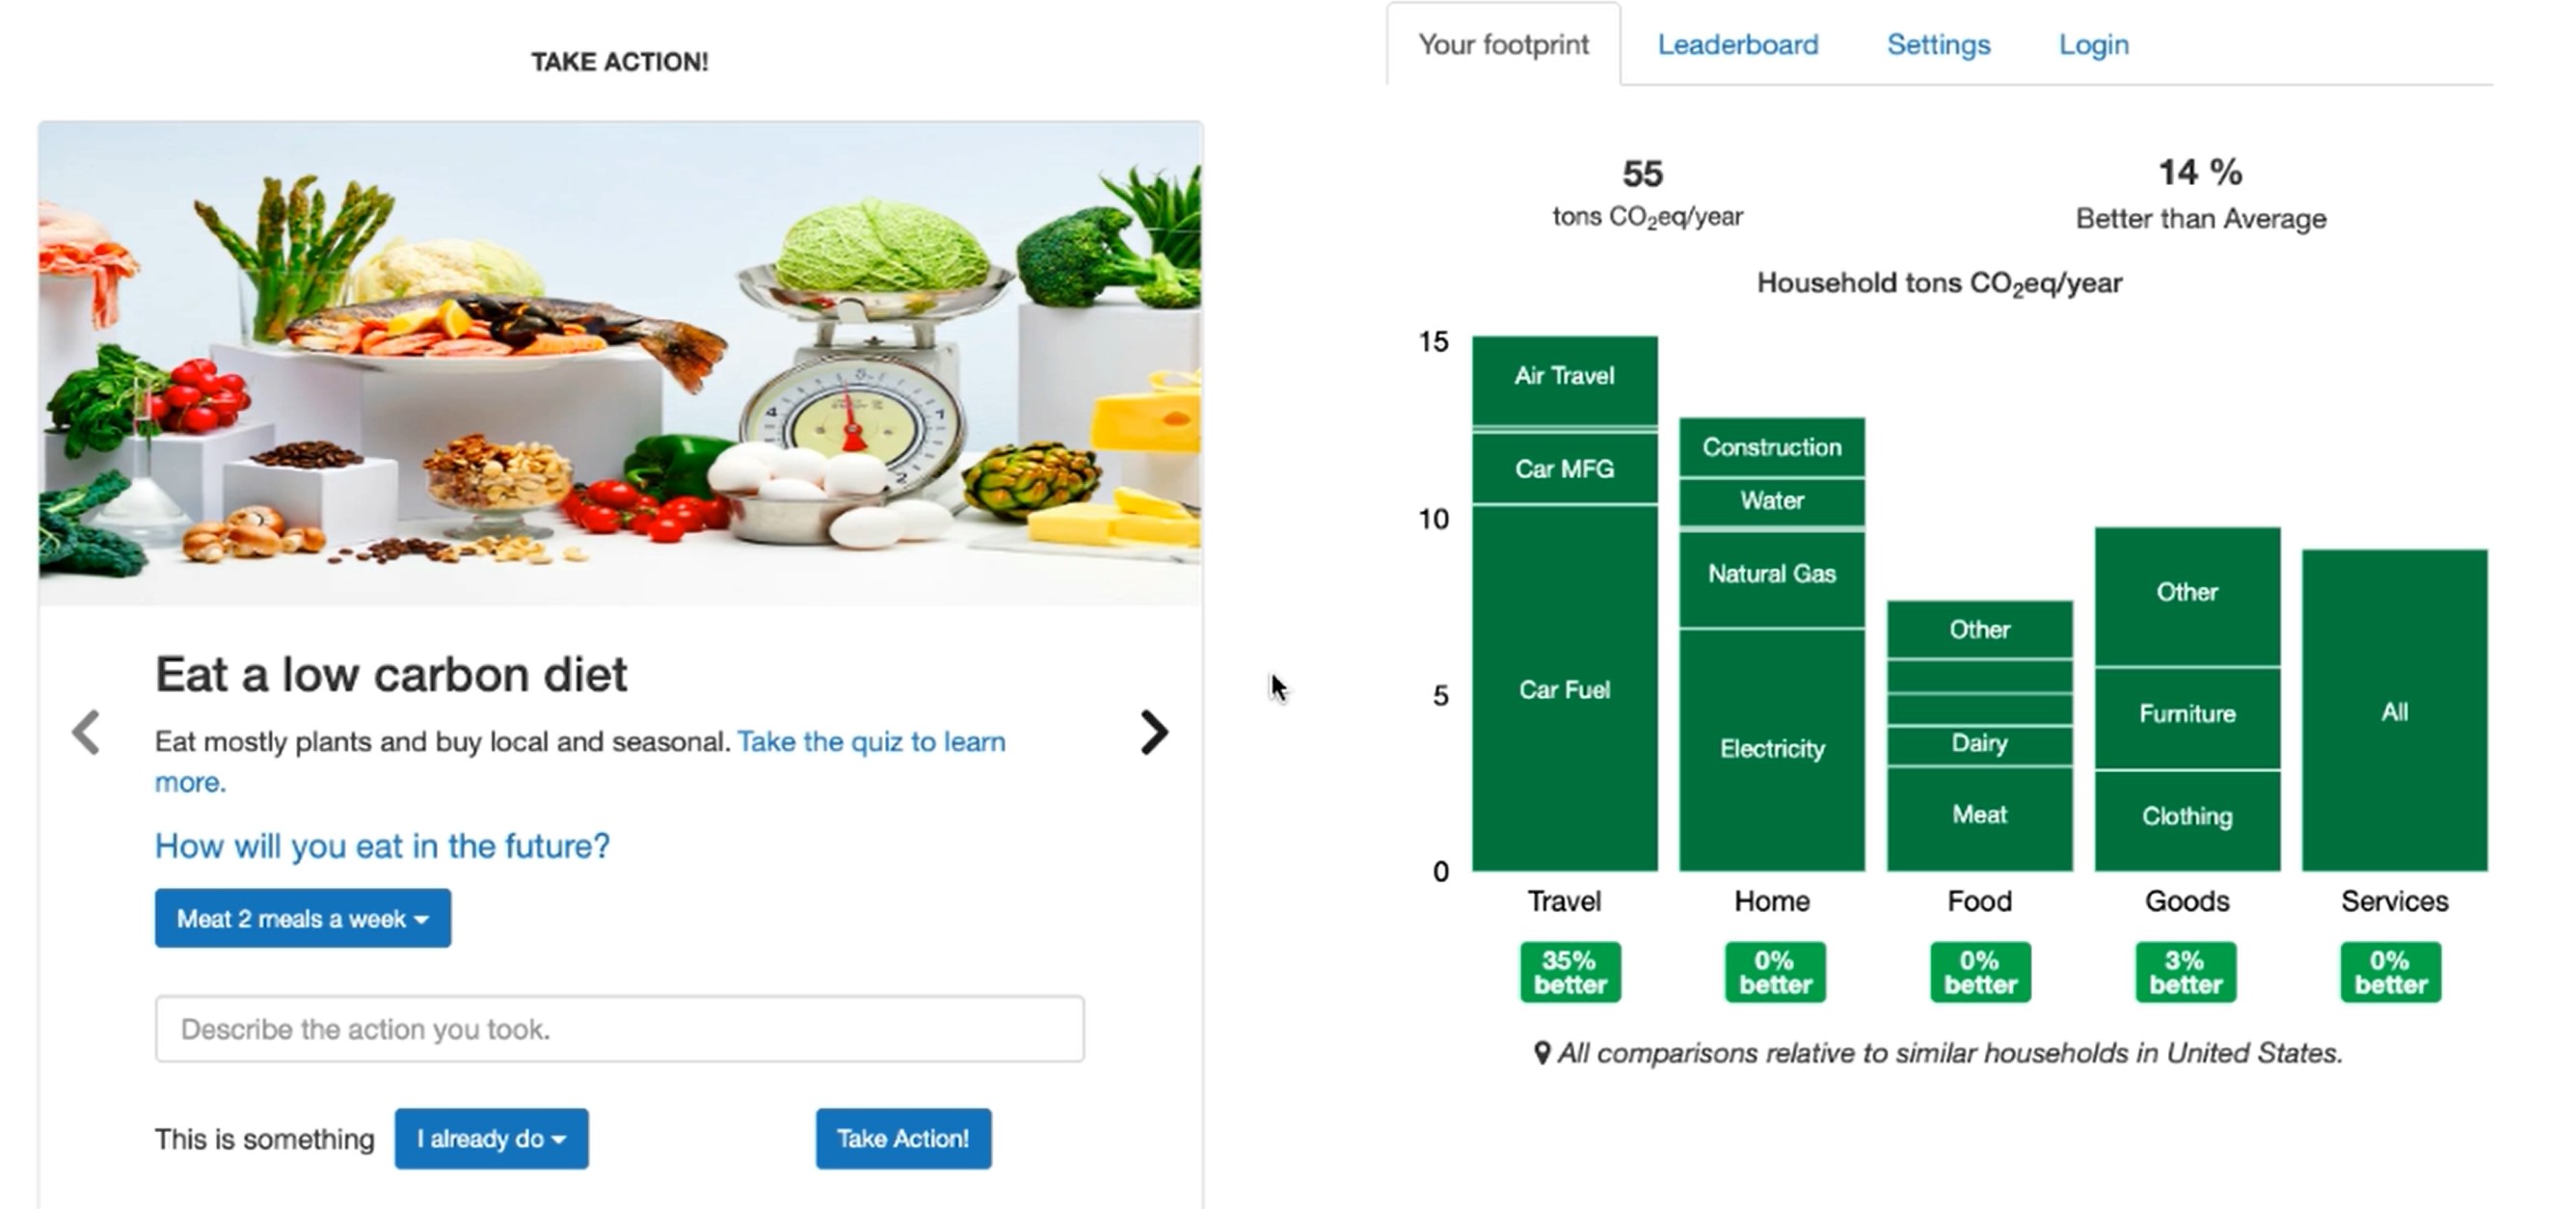 TAKE ACTION!
Eat a low carbon diet
Eat mostly plants and buy local and seasonal. Take the quiz to learn
more.
How will you eat in the future?
Meat 2 meals a week
Describe the action you took.
This is something
I already do
Take Action!
Your footprint
Leaderboard
Settings
Login
55
tons CO₂eq/year
14 %
Better than Average
Household tons CO₂eq/year
15
10
5
0
Air Travel
Car MFG
Car Fuel
Construction
Water
Natural Gas
Electricity
Other
Dairy
Meat
Other
Furniture
Clothing
All
Travel
Home
Food
Goods
Services
35%
better
0%
better
0%
better
3%
better
0%
better
All comparisons relative to similar households in United States.